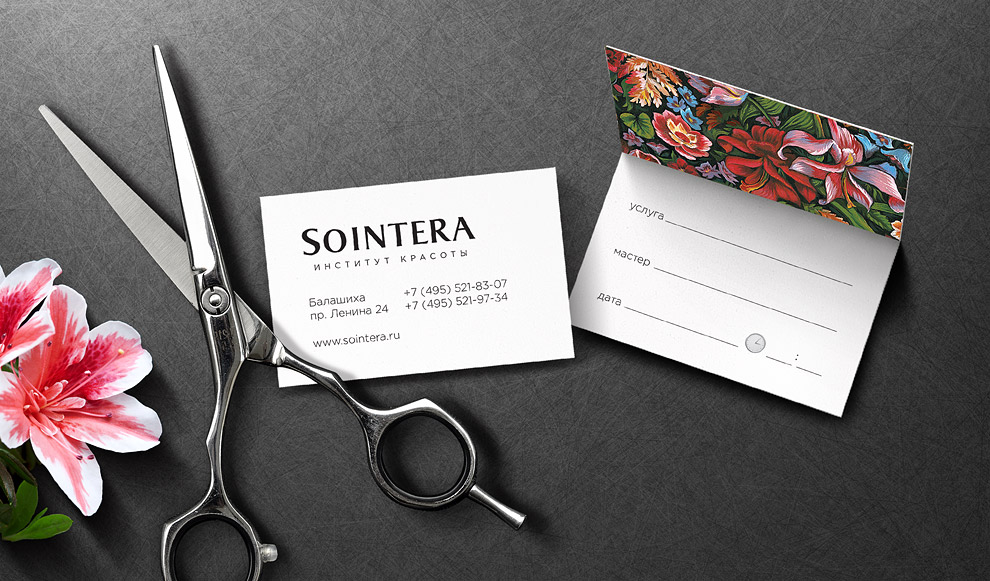 SOINTERA
ИНСТИТУТ КРАСОТЫ
Балашиха
пр. Ленина 24
+7 (495) 521-83-07
+7 (495) 521-97-34
www.sointera.ru
услуга
мастер
дата
: